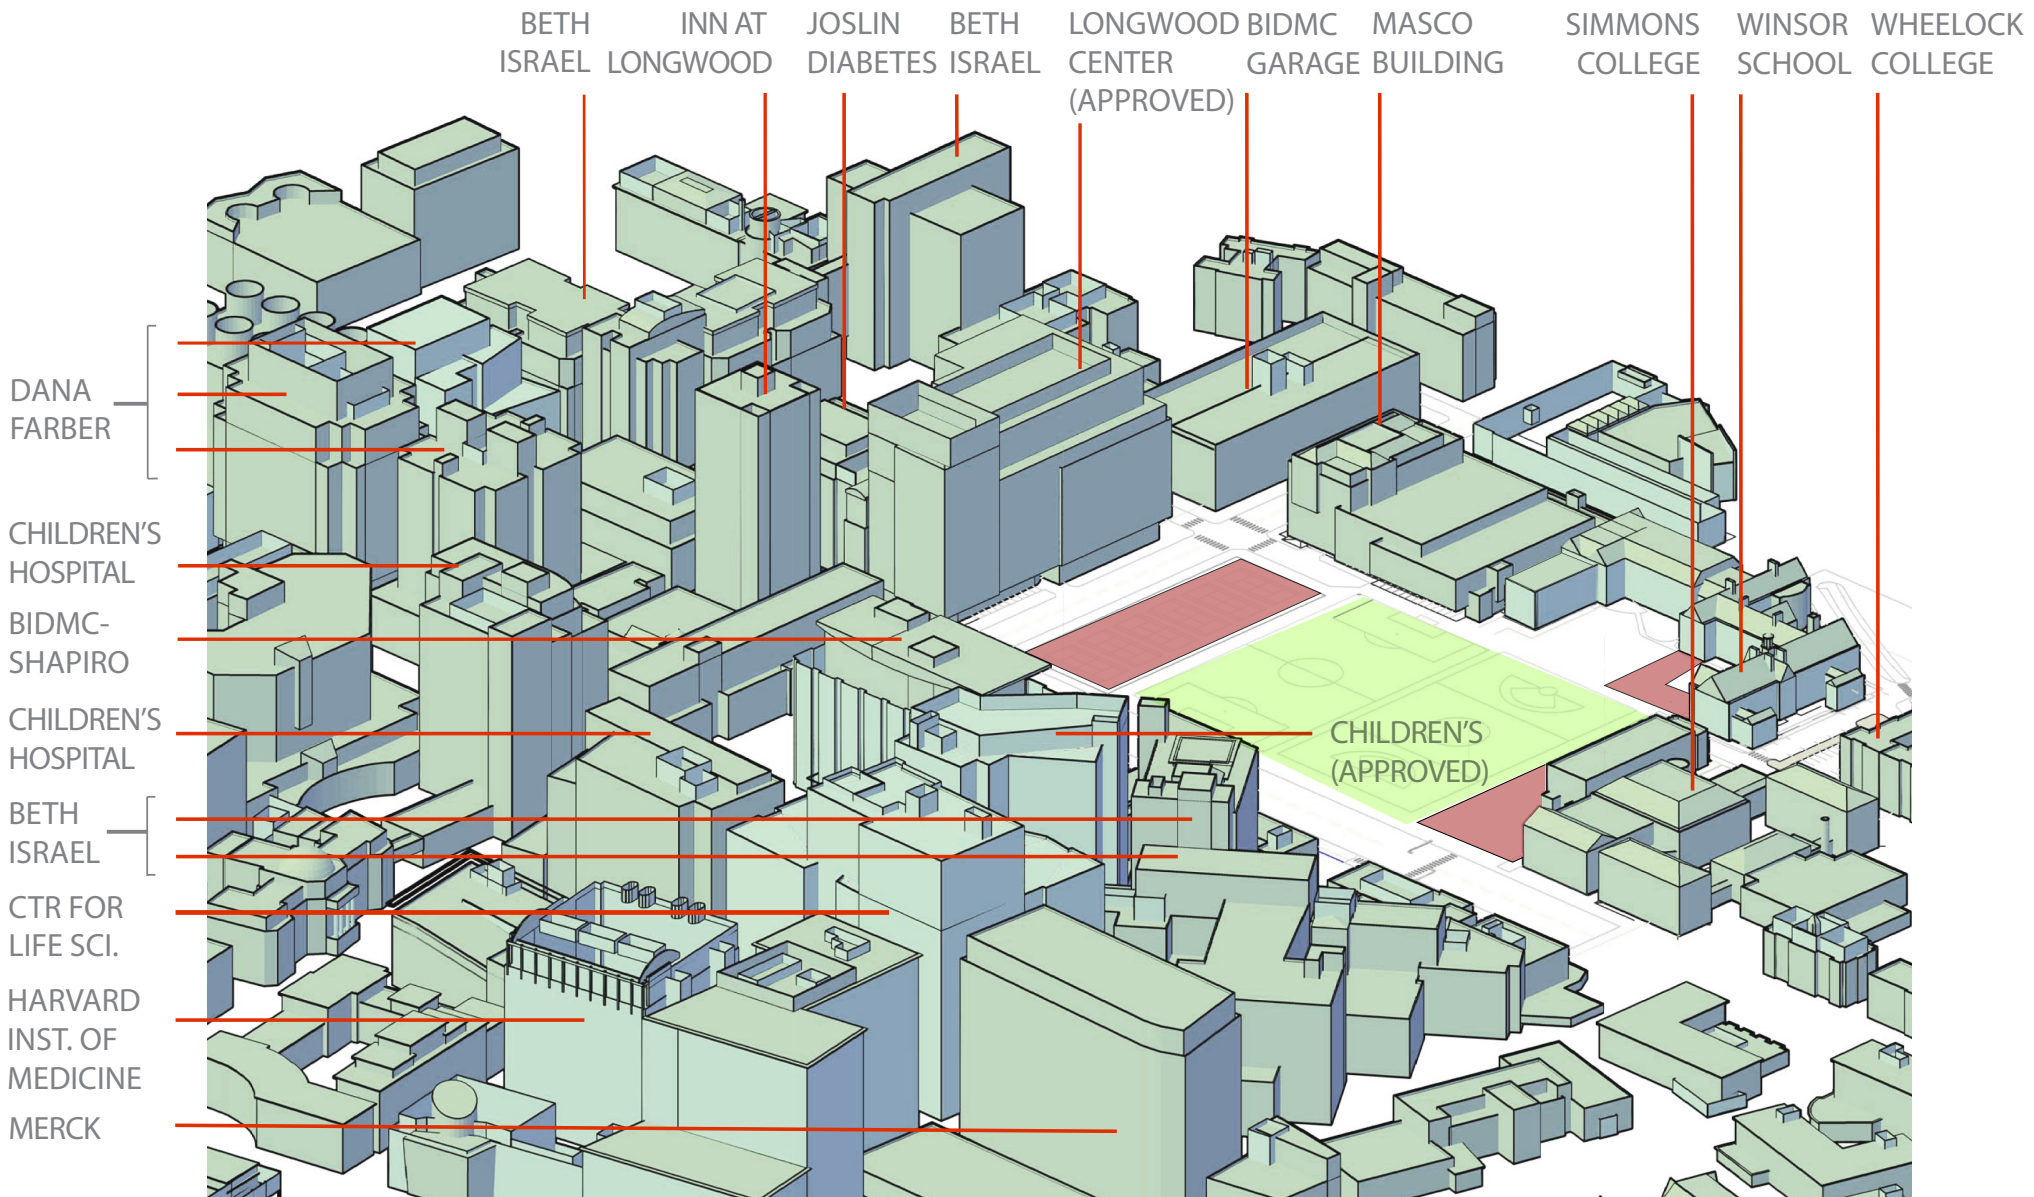 BETH
ISRAEL
INN AT
LONGWOOD
JOSLIN
DIABETES
BETH
ISRAEL
LONGWOOD
CENTER
(APPROVED)
BIDMC
GARAGE
MASCO
BUILDING
SIMMONS
COLLEGE
WINSOR
SCHOOL
WHEELOCK
COLLEGE
DANA
FARBER
CHILDREN'S
HOSPITAL
BIDMC-
SHAPIRO
CHILDREN'S
HOSPITAL
CHILDREN'S
(APPROVED)
BETH
ISRAEL
CTR FOR
LIFE SCI.
HARVARD
INST. OF
MEDICINE
MERCK